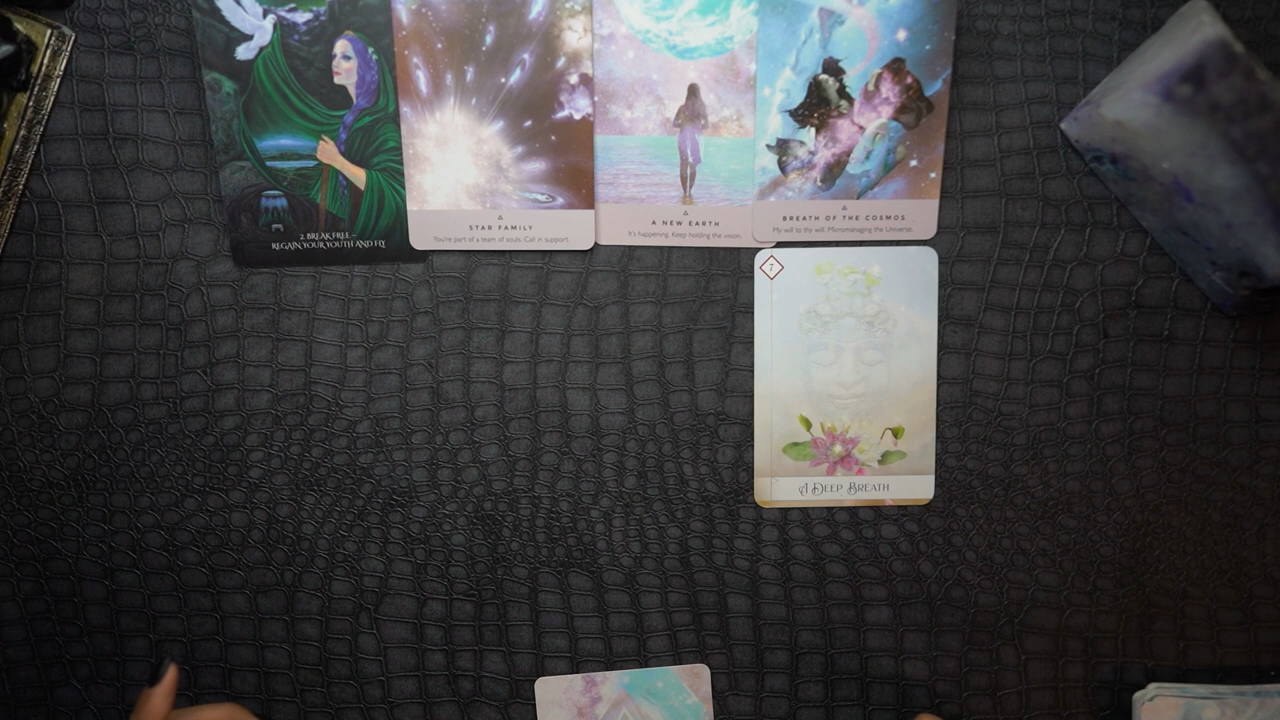 2. BREAK FREE ~
REGAIN YOUR YOUTH AND FLY
STAR FAMILY
You're part of a team of souls. Call in support.
A NEW EARTH
It's happening. Keep holding the vision.
BREATH OF THE COSMOS
My will to thy will. Micromanaging the Universe.
7
A DEEP BREATH